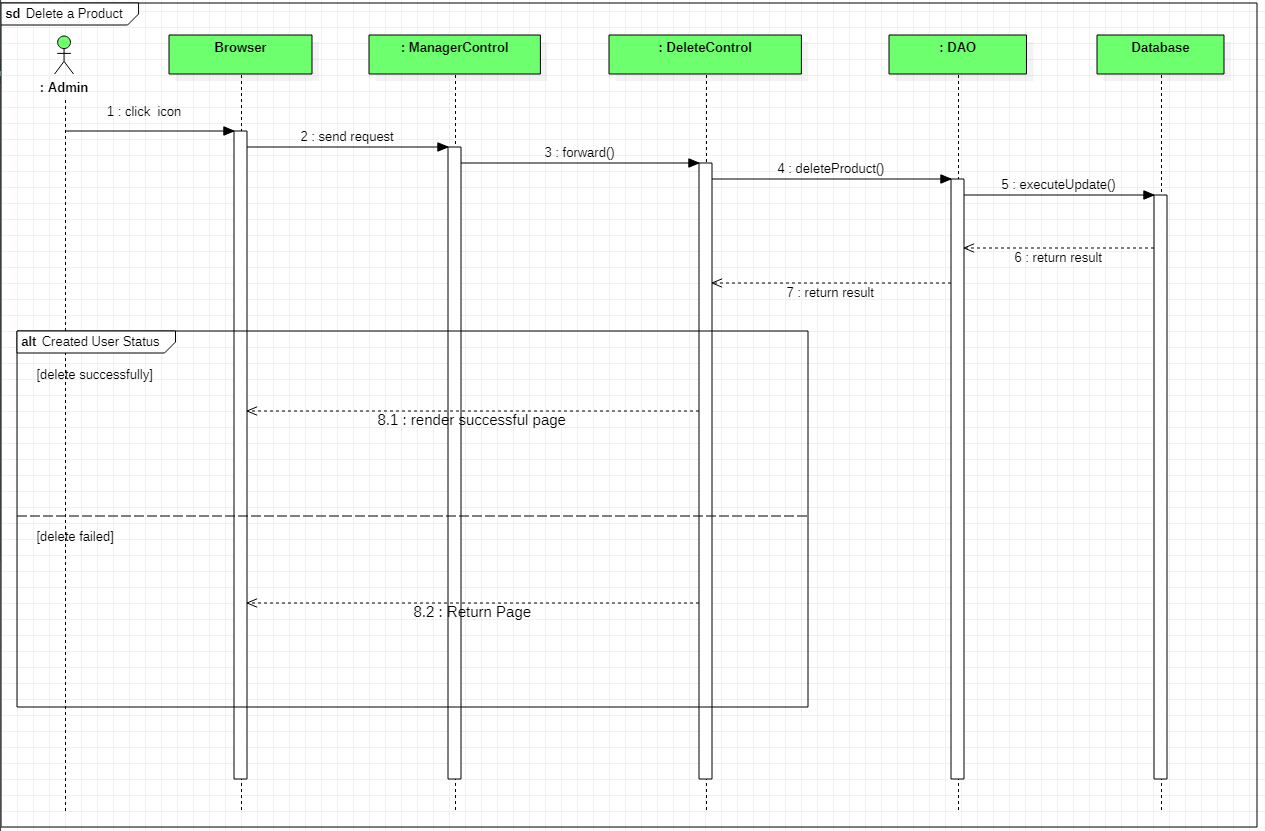 sd Delete a Product
Browser
: ManagerControl
: DeleteControl
: DAO
Database
: Admin
1 : click icon
2 : send request
3 : forward()
4 : deleteProduct()
5 : executeUpdate()
6 : return result
7 : return result
alt Created User Status
[delete successfully]
8.1 : render successful page
[delete failed]
8.2 : Return Page